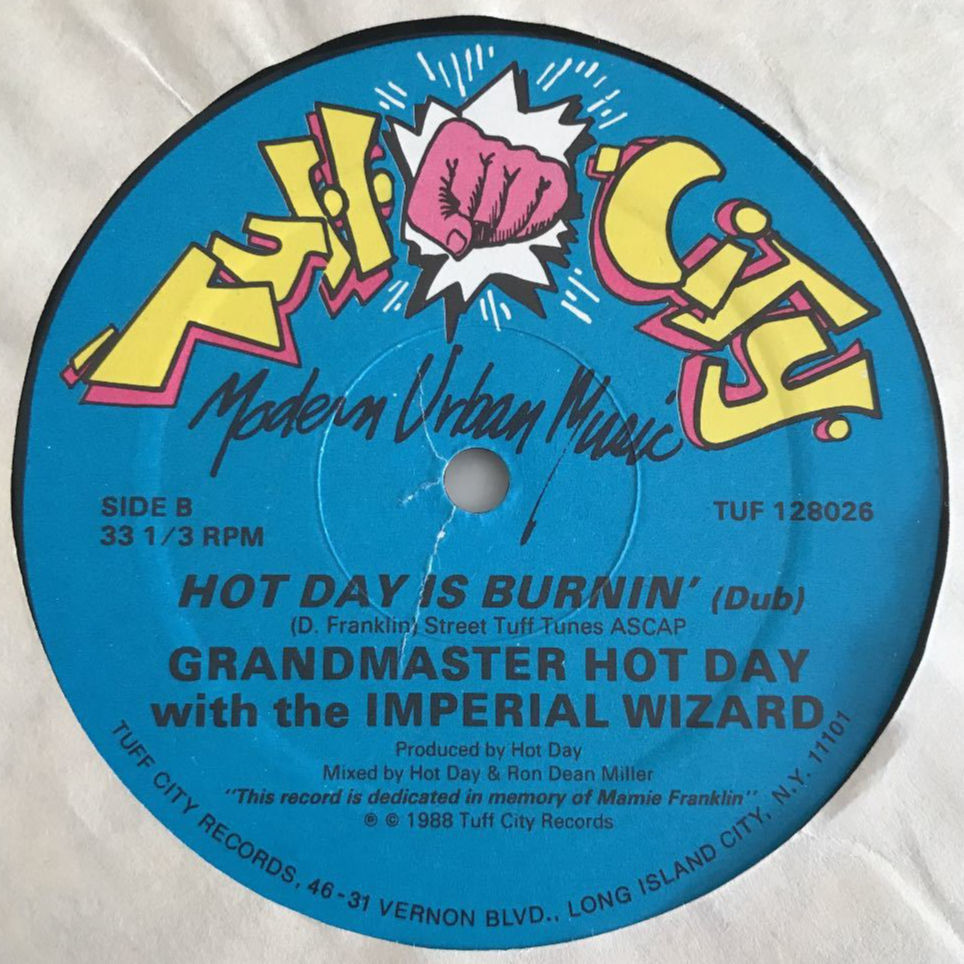 Tuff City
Modern Urban Music
SIDE B
33 1/3 RPM
TUF 128026
HOT DAY IS BURNIN' (Dub)
(D. Franklin) Street Tuff Tunes ASCAP
GRANDMASTER HOT DAY
with the IMPERIAL WIZARD
Produced by Hot Day
Mixed by Hot Day & Ron Dean Miller
"This record is dedicated in memory of Mamie Franklin"
℗ © 1988 Tuff City Records
TUFF CITY RECORDS, 46-31 VERNON BLVD., LONG ISLAND CITY, N.Y. 11101